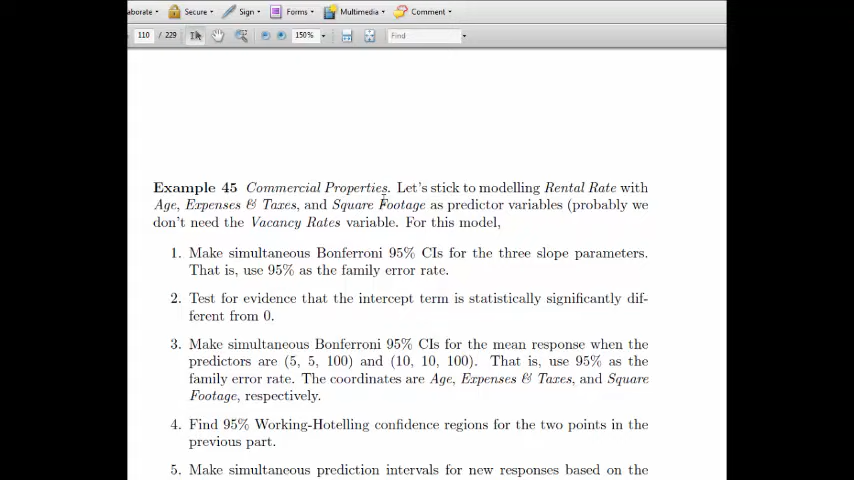 aborate Secure Sign Forms Multimedia Comment
110 / 229 150% Find
Example 45 Commercial Properties. Let's stick to modelling Rental Rate with
Age, Expenses & Taxes, and Square Footage as predictor variables (probably we
don't need the Vacancy Rates variable. For this model,
1. Make simultaneous Bonferroni 95% CIs for the three slope parameters.
That is, use 95% as the family error rate.
2. Test for evidence that the intercept term is statistically significantly dif-
ferent from 0.
3. Make simultaneous Bonferroni 95% CIs for the mean response when the
predictors are (5, 5, 100) and (10, 10, 100). That is, use 95% as the
family error rate. The coordinates are Age, Expenses & Taxes, and Square
Footage, respectively.
4. Find 95% Working-Hotelling confidence regions for the two points in the
previous part.
5. Make simultaneous prediction intervals for new responses based on the